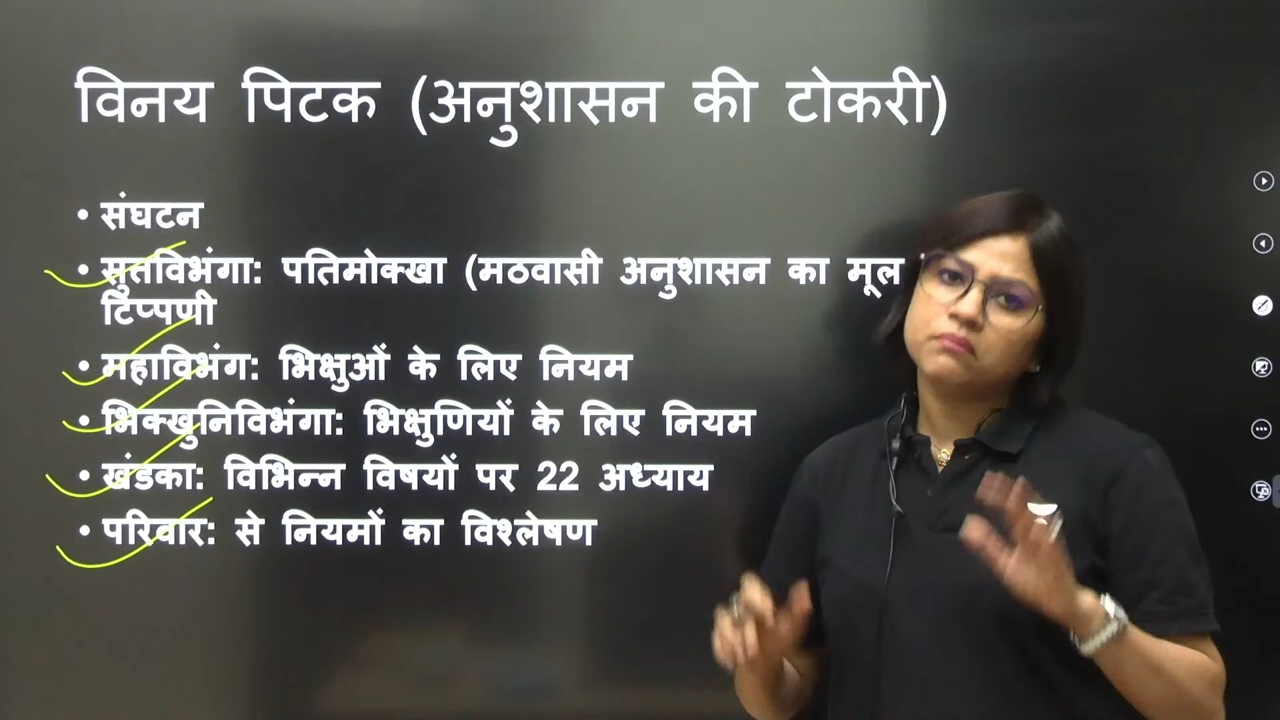 विनय पिटक (अनुशासन की टोकरी)
• संघटन
• सुतविभंगा: पतिमोक्खा (मठवासी अनुशासन का मूल
टिप्पणी
• महाविभंग: भिक्षुओं के लिए नियम
• भिक्खुनिविभंगा: भिक्षुणियों के लिए नियम
• खंडका: विभिन्न विषयों पर 22 अध्याय
• परिवार: से नियमों का विश्लेषण